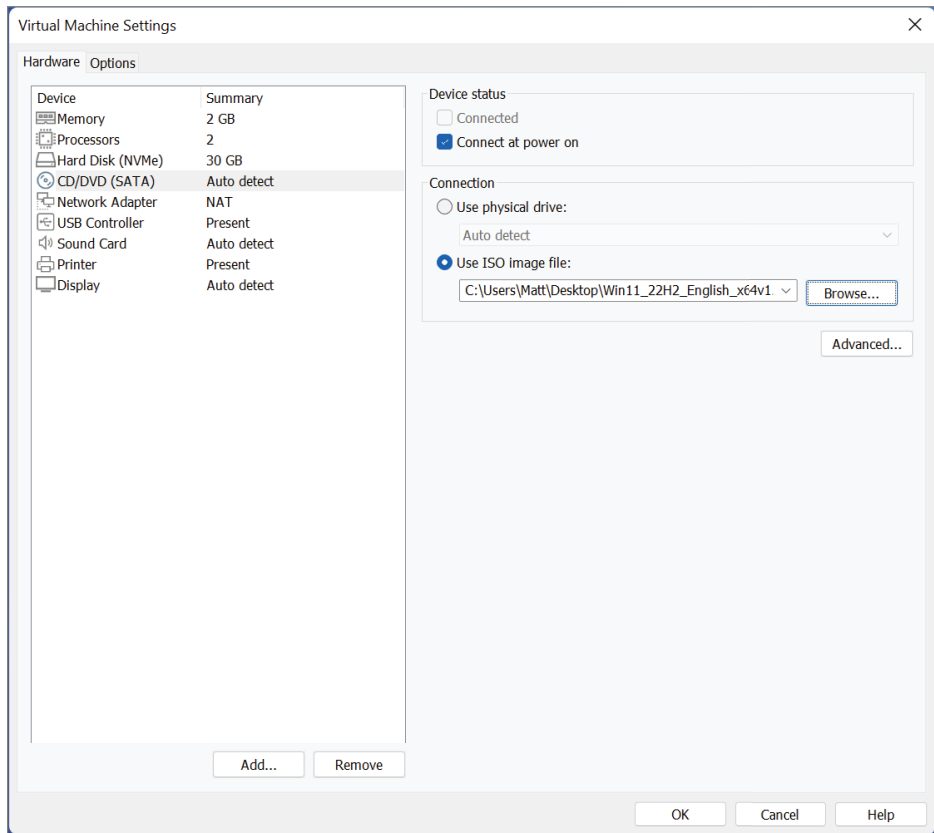 Virtual Machine Settings
Hardware Options
Device Summary
Memory 2 GB
Processors 2
Hard Disk (NVMe) 30 GB
CD/DVD (SATA) Auto detect
Network Adapter NAT
USB Controller Present
Sound Card Auto detect
Printer Present
Display Auto detect
Add... Remove
Device status
Connected
Connect at power on
Connection
Use physical drive:
Auto detect
Use ISO image file:
C:\Users\Matt\Desktop\Win11_22H2_English_x64v1. Browse...
Advanced...
OK Cancel Help